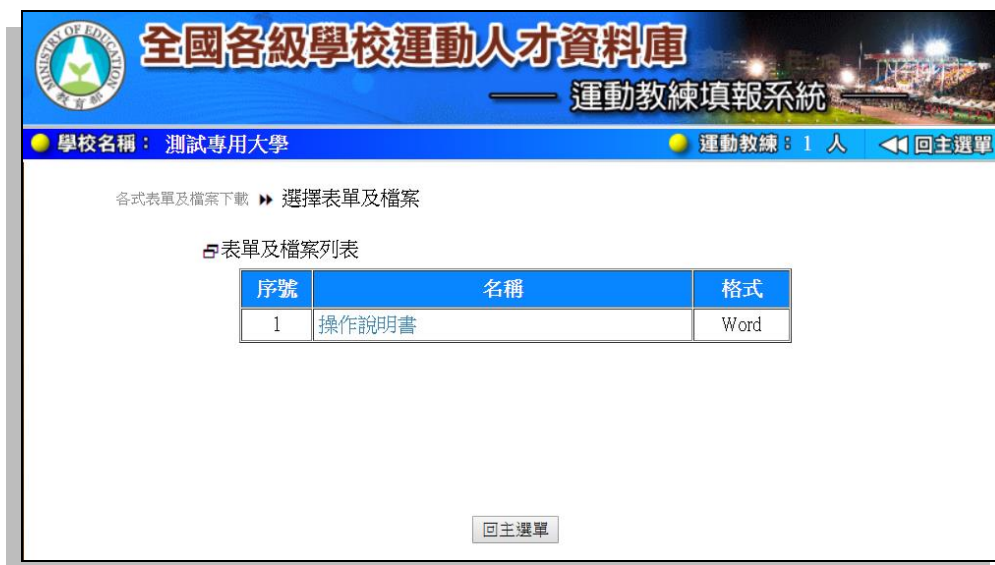 MINISTRY OF EDUCATION
教育部
全國各級學校運動人才資料庫
運動教練填報系統
學校名稱： 測試專用大學 運動教練：1 人 回主選單
各式表單及檔案下載 選擇表單及檔案
表單及檔案列表
序號 名稱 格式
1 操作說明書 Word
回主選單